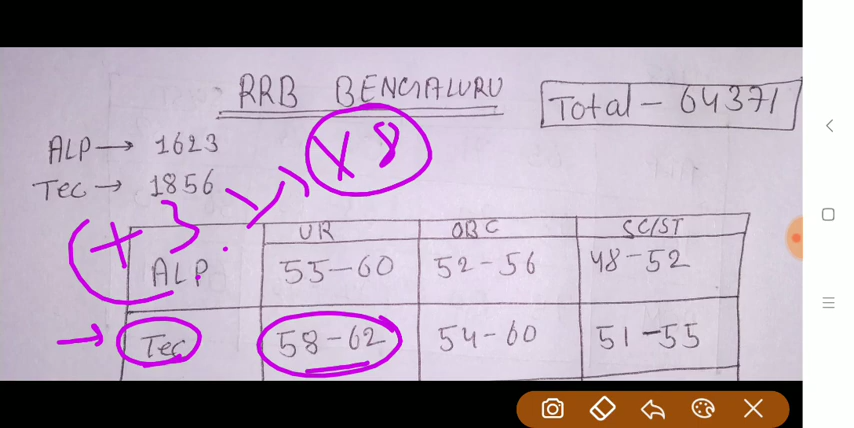 RRB BENGALURU
Total - 64371
ALP → 1623
Tec → 1856
X 8
+
UR OBC SC/ST
ALP 55-60 52-56 48-52
Tec 58-62 54-60 51-55